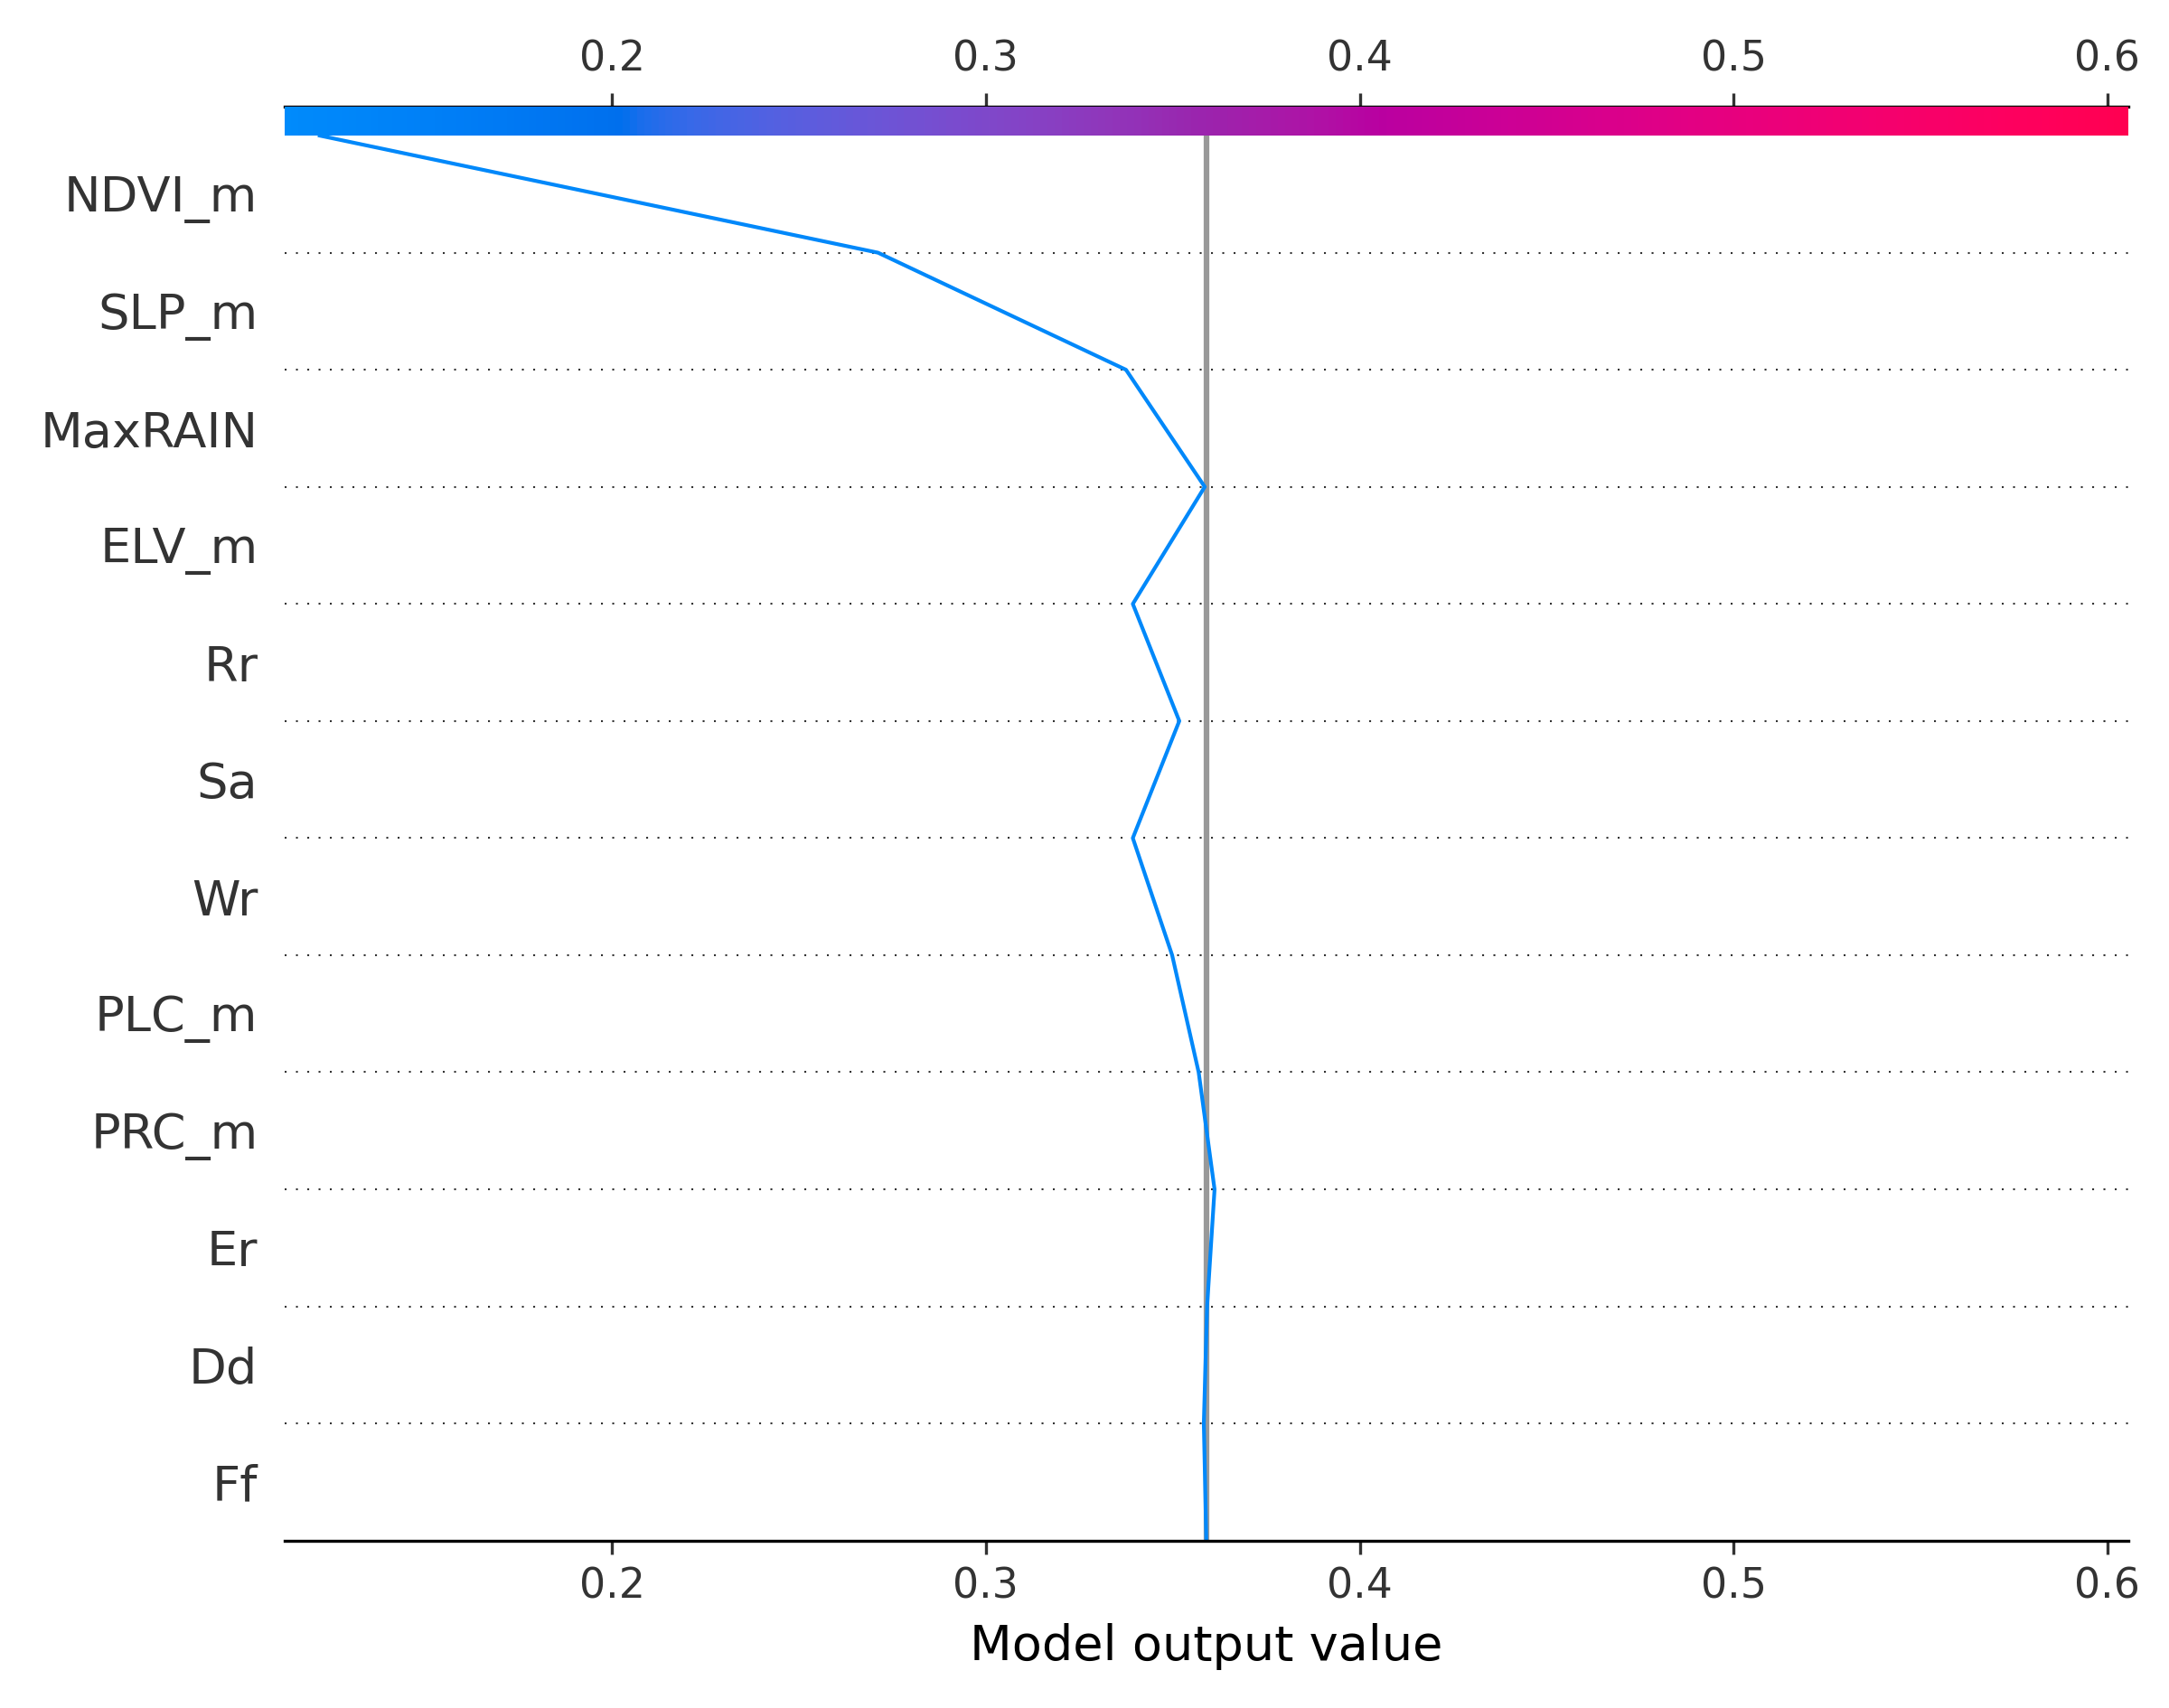 0.2 0.3 0.4 0.5 0.6
NDVI_m
SLP_m
MaxRAIN
ELV_m
Rr
Sa
Wr
PLC_m
PRC_m
Er
Dd
Ff
0.2 0.3 0.4 0.5 0.6
Model output value